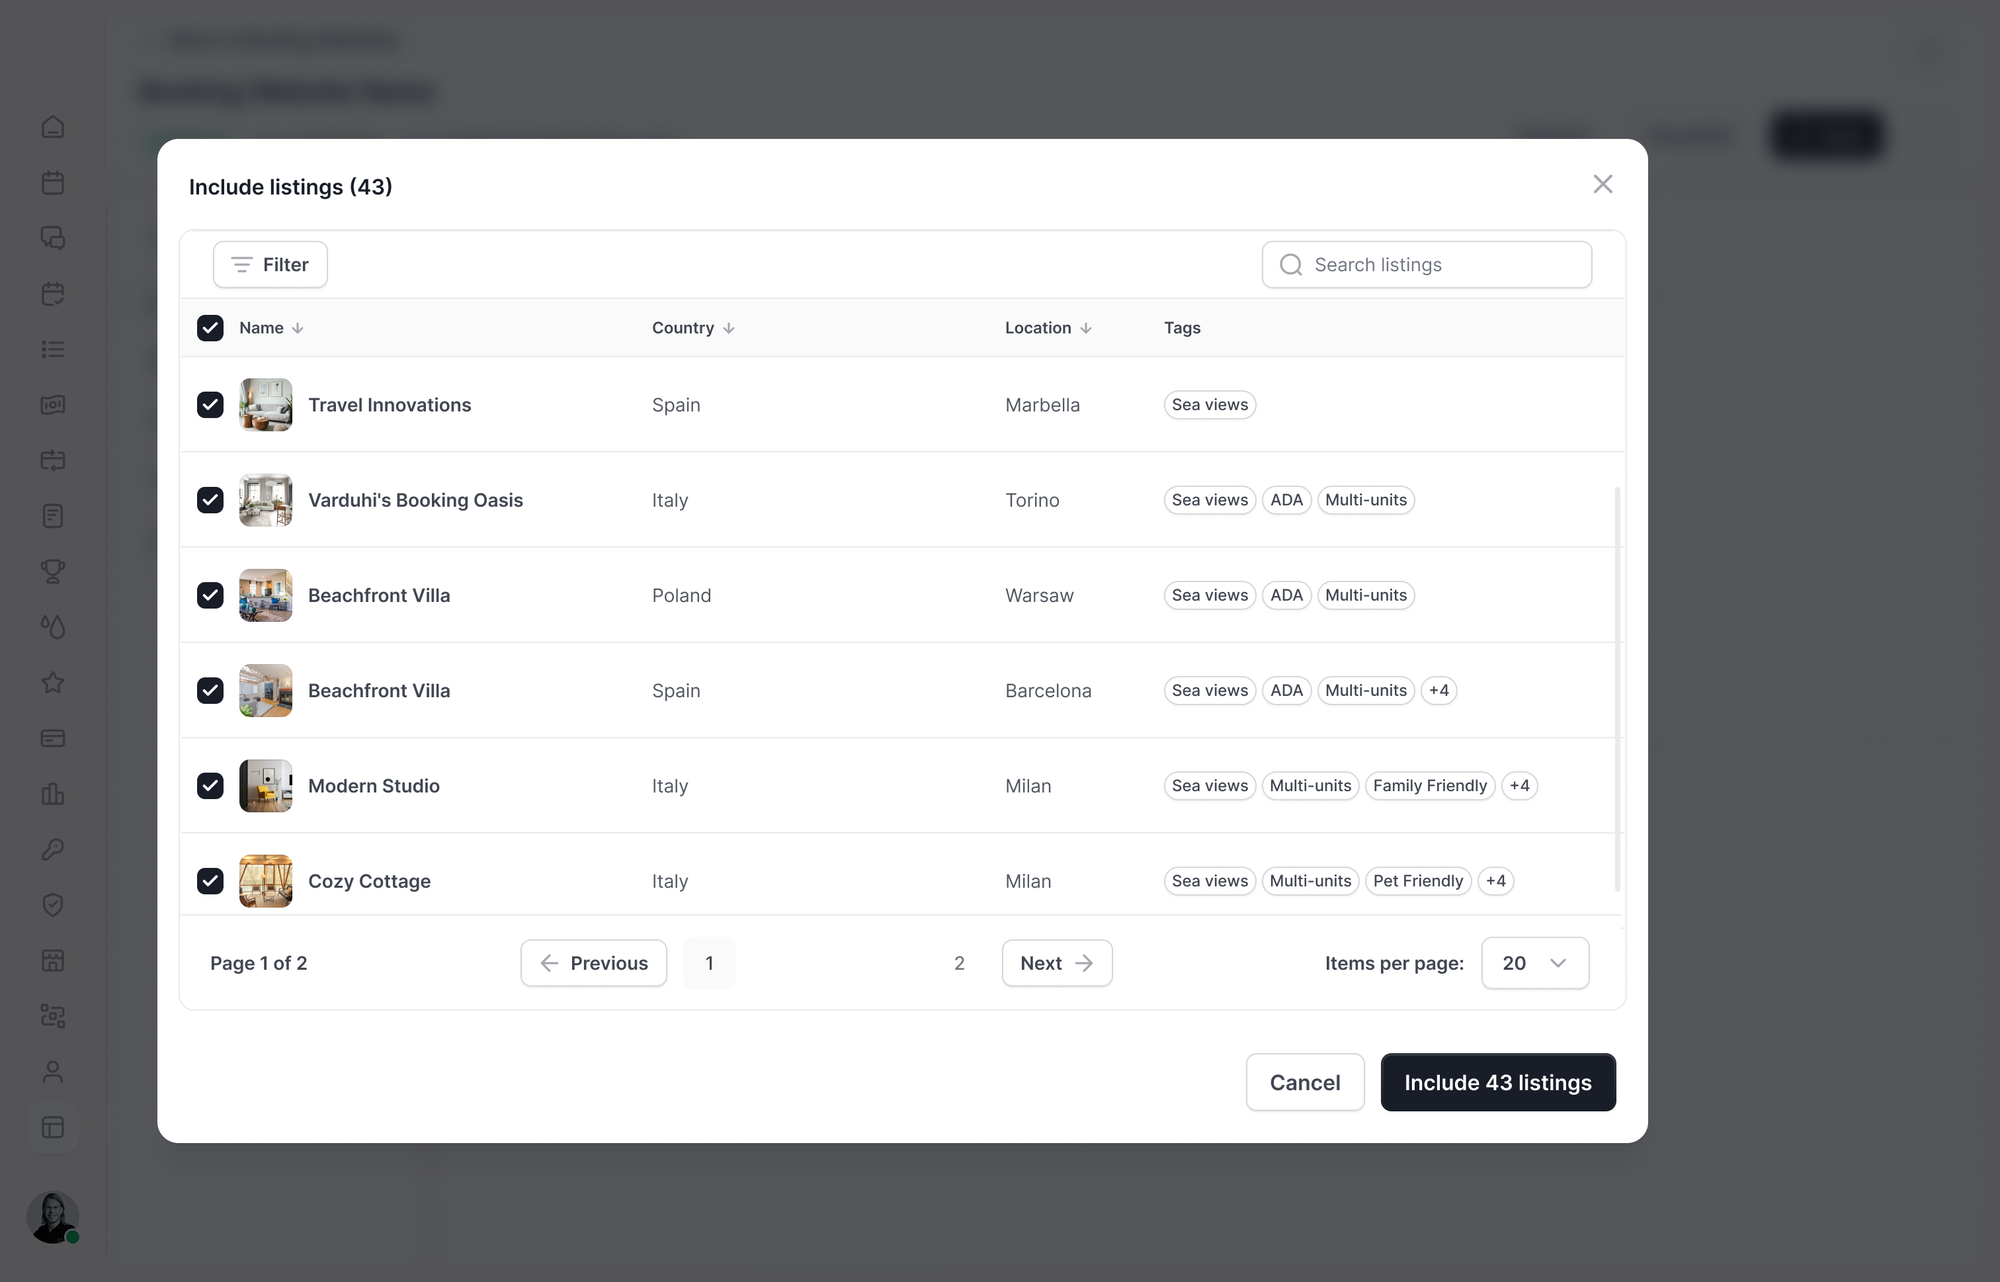 Include listings (43)
Filter
Search listings
Name Country Location Tags
Travel Innovations Spain Marbella Sea views
Varduhi's Booking Oasis Italy Torino Sea views ADA Multi-units
Beachfront Villa Poland Warsaw Sea views ADA Multi-units
Beachfront Villa Spain Barcelona Sea views ADA Multi-units +4
Modern Studio Italy Milan Sea views Multi-units Family Friendly +4
Cozy Cottage Italy Milan Sea views Multi-units Pet Friendly +4
Page 1 of 2 Previous 1 2 Next Items per page: 20
Cancel Include 43 listings